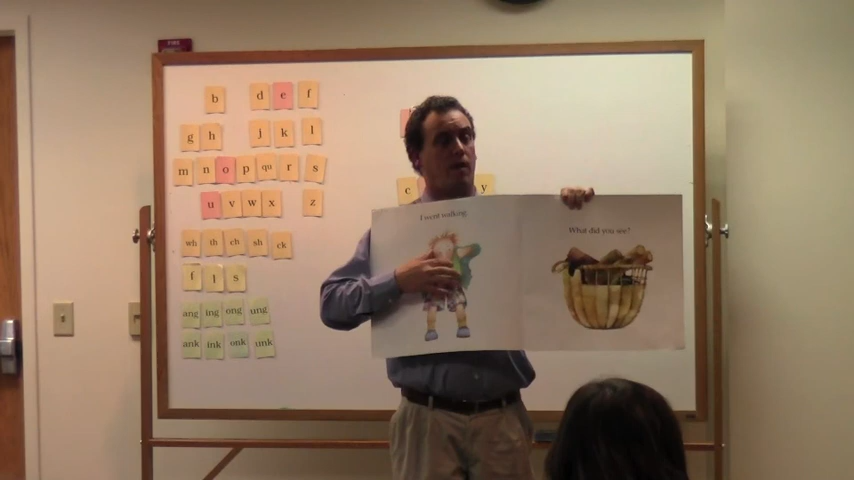 FIRE
b d e f
g h j k l
m n o p qu r s
u v w x z
wh th ch sh ck
f l s
ang ing ong ung
ank ink onk unk
c y
I went walking.
What did you see?